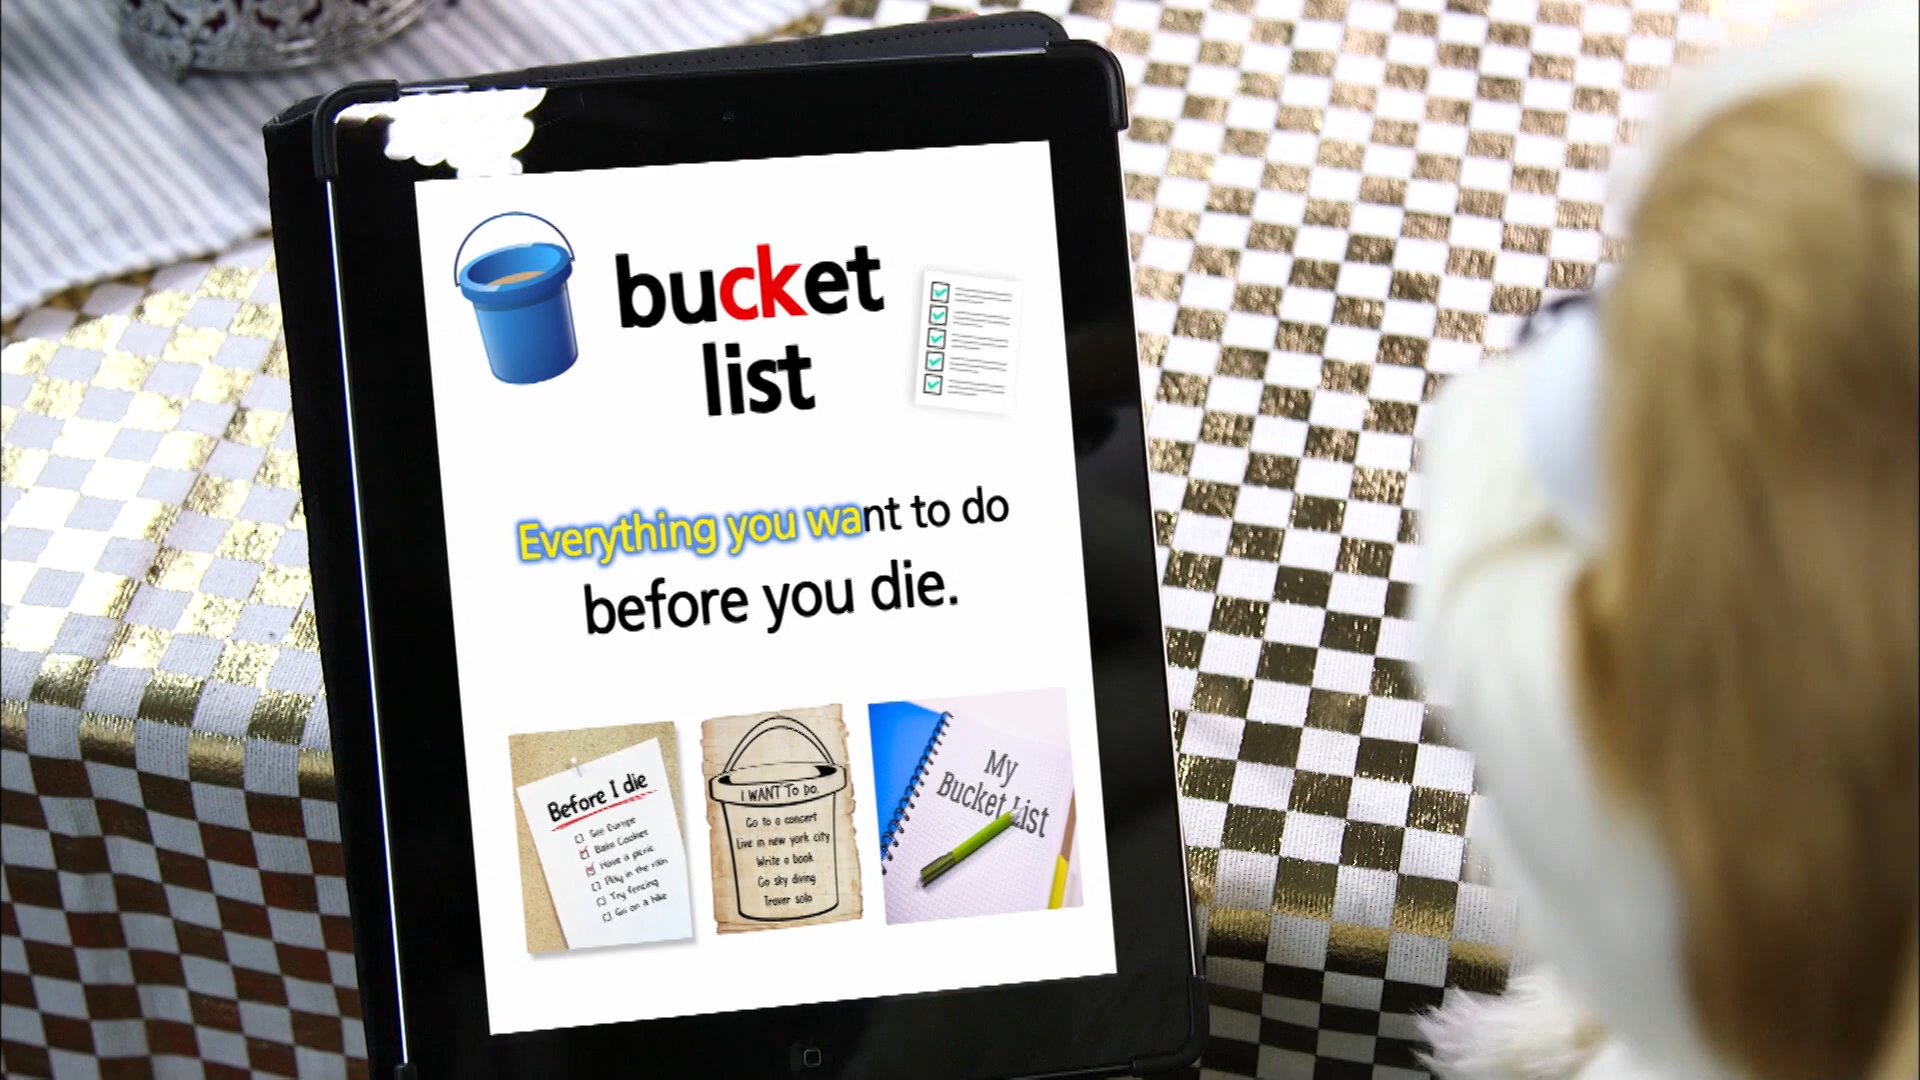 bucket
list
Everything you want to do
before you die.
Before I die
See Europe
Bake Cookies
Have a picnic
Play in the rain
Try fencing
Go on a hike
I WANT To Do.
Go to a concert
Live in new york city
Write a book
Go sky diving
Traver solo
My
Bucket List